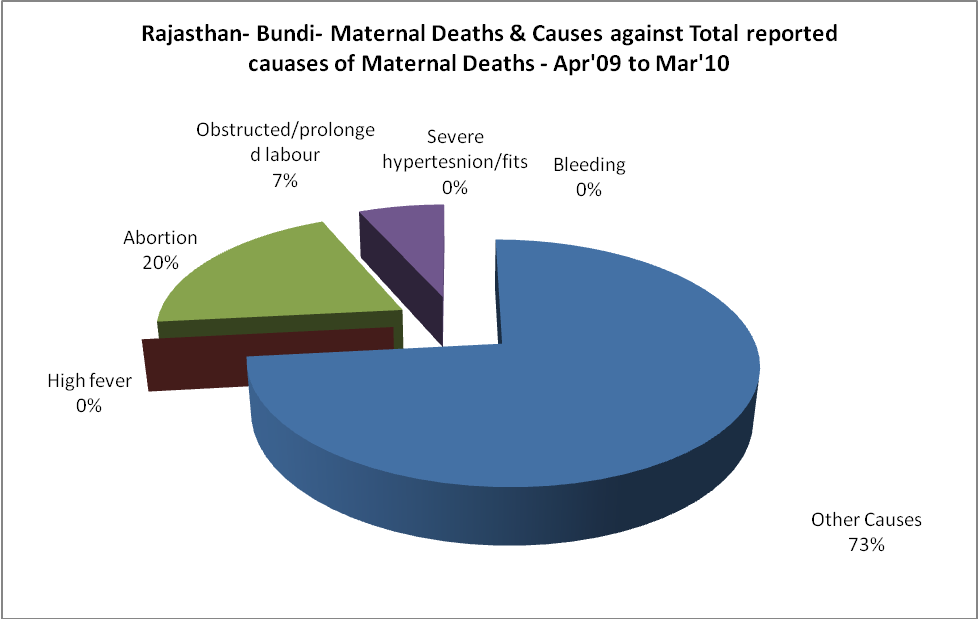 Rajasthan- Bundi- Maternal Deaths & Causes against Total reported
cauases of Maternal Deaths - Apr'09 to Mar'10
Obstructed/prolonge
d labour
7%
Severe
hypertesnion/fits
0%
Bleeding
0%
Abortion
20%
High fever
0%
Other Causes
73%